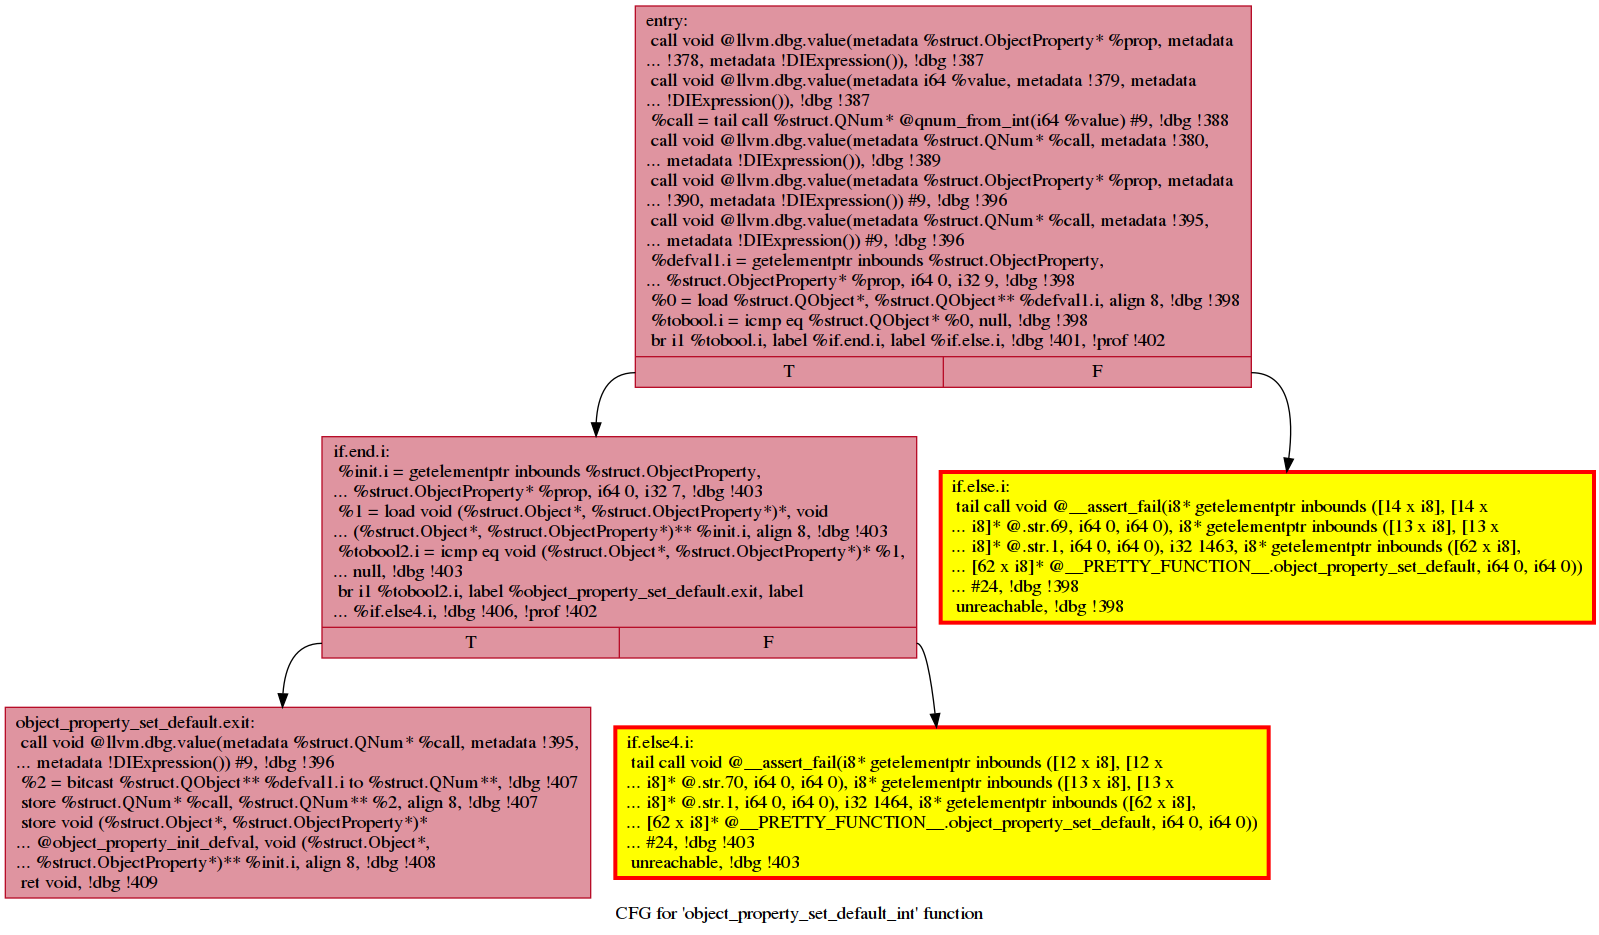 entry:
call void @llvm.dbg.value(metadata %struct.ObjectProperty* %prop, metadata
... !378, metadata !DIExpression()), !dbg !387
call void @llvm.dbg.value(metadata i64 %value, metadata !379, metadata
... !DIExpression()), !dbg !387
%call = tail call %struct.QNum* @qnum_from_int(i64 %value) #9, !dbg !388
call void @llvm.dbg.value(metadata %struct.QNum* %call, metadata !380,
... metadata !DIExpression()), !dbg !389
call void @llvm.dbg.value(metadata %struct.ObjectProperty* %prop, metadata
... !390, metadata !DIExpression()) #9, !dbg !396
call void @llvm.dbg.value(metadata %struct.QNum* %call, metadata !395,
... metadata !DIExpression()) #9, !dbg !396
%defval1.i = getelementptr inbounds %struct.ObjectProperty,
... %struct.ObjectProperty* %prop, i64 0, i32 9, !dbg !398
%0 = load %struct.QObject*, %struct.QObject** %defval1.i, align 8, !dbg !398
%tobool.i = icmp eq %struct.QObject* %0, null, !dbg !398
br i1 %tobool.i, label %if.end.i, label %if.else.i, !dbg !401, !prof !402
T F
if.end.i:
%init.i = getelementptr inbounds %struct.ObjectProperty,
... %struct.ObjectProperty* %prop, i64 0, i32 7, !dbg !403
%1 = load void (%struct.Object*, %struct.ObjectProperty*)*, void
... (%struct.Object*, %struct.ObjectProperty*)** %init.i, align 8, !dbg !403
%tobool2.i = icmp eq void (%struct.Object*, %struct.ObjectProperty*)* %1,
... null, !dbg !403
br i1 %tobool2.i, label %object_property_set_default.exit, label
... %if.else4.i, !dbg !406, !prof !402
T F
if.else.i:
tail call void @__assert_fail(i8* getelementptr inbounds ([14 x i8], [14 x
... i8]* @.str.69, i64 0, i64 0), i8* getelementptr inbounds ([13 x i8], [13 x
... i8]* @.str.1, i64 0, i64 0), i32 1463, i8* getelementptr inbounds ([62 x i8],
... [62 x i8]* @__PRETTY_FUNCTION__.object_property_set_default, i64 0, i64 0))
... #24, !dbg !398
unreachable, !dbg !398
object_property_set_default.exit:
call void @llvm.dbg.value(metadata %struct.QNum* %call, metadata !395,
... metadata !DIExpression()) #9, !dbg !396
%2 = bitcast %struct.QObject** %defval1.i to %struct.QNum**, !dbg !407
store %struct.QNum* %call, %struct.QNum** %2, align 8, !dbg !407
store void (%struct.Object*, %struct.ObjectProperty*)*
... @object_property_init_defval, void (%struct.Object*,
... %struct.ObjectProperty*)** %init.i, align 8, !dbg !408
ret void, !dbg !409
if.else4.i:
tail call void @__assert_fail(i8* getelementptr inbounds ([12 x i8], [12 x
... i8]* @.str.70, i64 0, i64 0), i8* getelementptr inbounds ([13 x i8], [13 x
... i8]* @.str.1, i64 0, i64 0), i32 1464, i8* getelementptr inbounds ([62 x i8],
... [62 x i8]* @__PRETTY_FUNCTION__.object_property_set_default, i64 0, i64 0))
... #24, !dbg !403
unreachable, !dbg !403
CFG for 'object_property_set_default_int' function